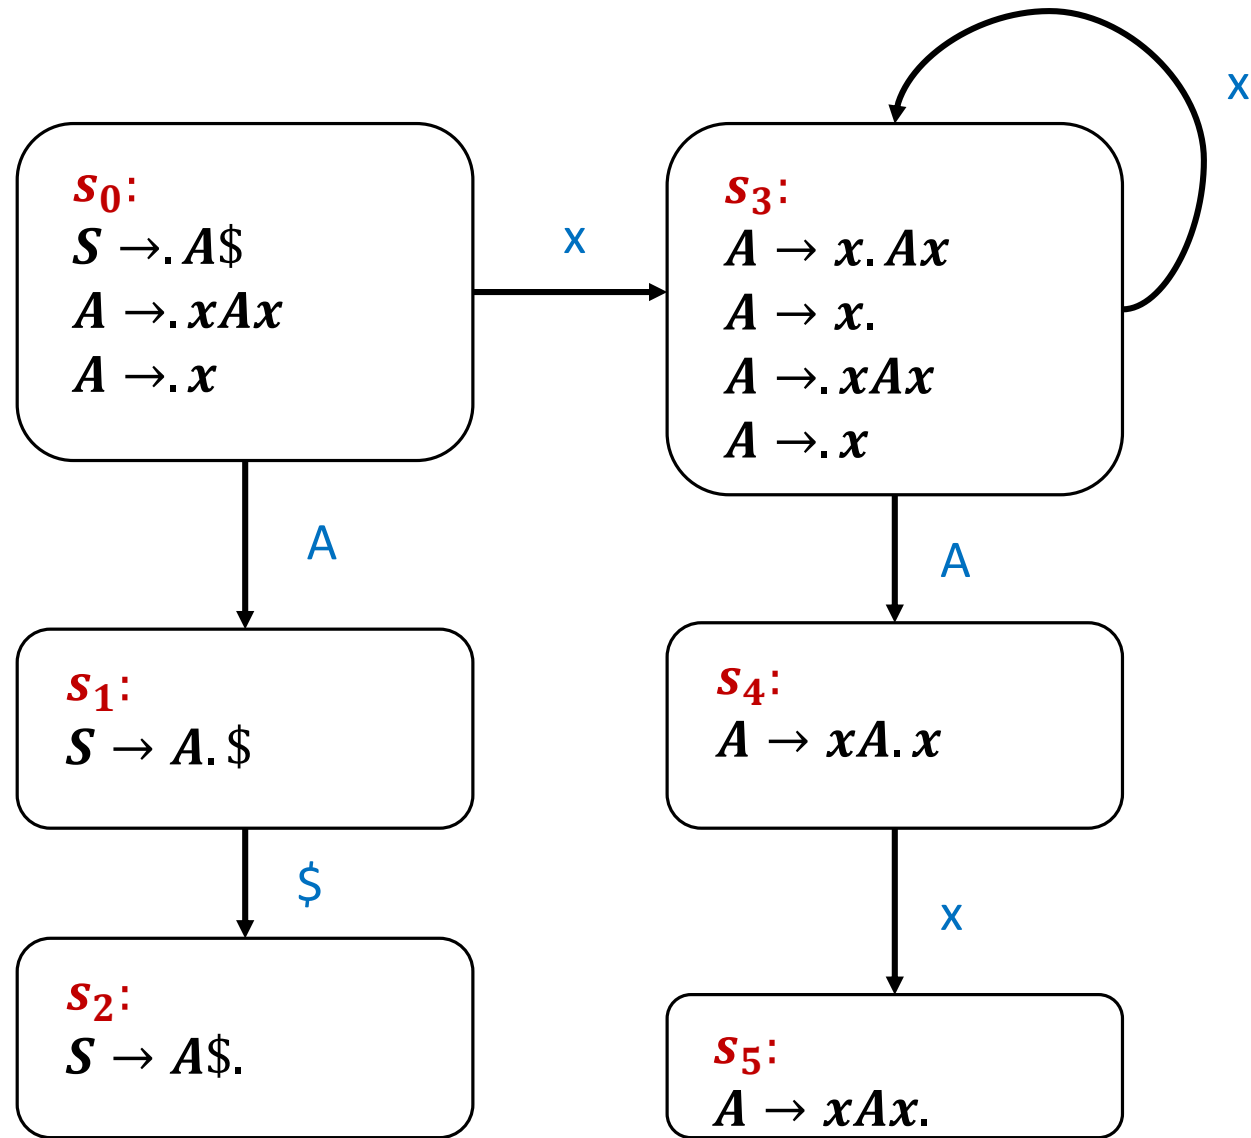 s₀:
S →. A$
A →. xAx
A →. x
x
A
s₁:
S → A. $
$
s₂:
S → A$.
s₃:
A → x. Ax
A → x.
A →. xAx
A →. x
x
A
s₄:
A → xA. x
x
s₅:
A → xAx.